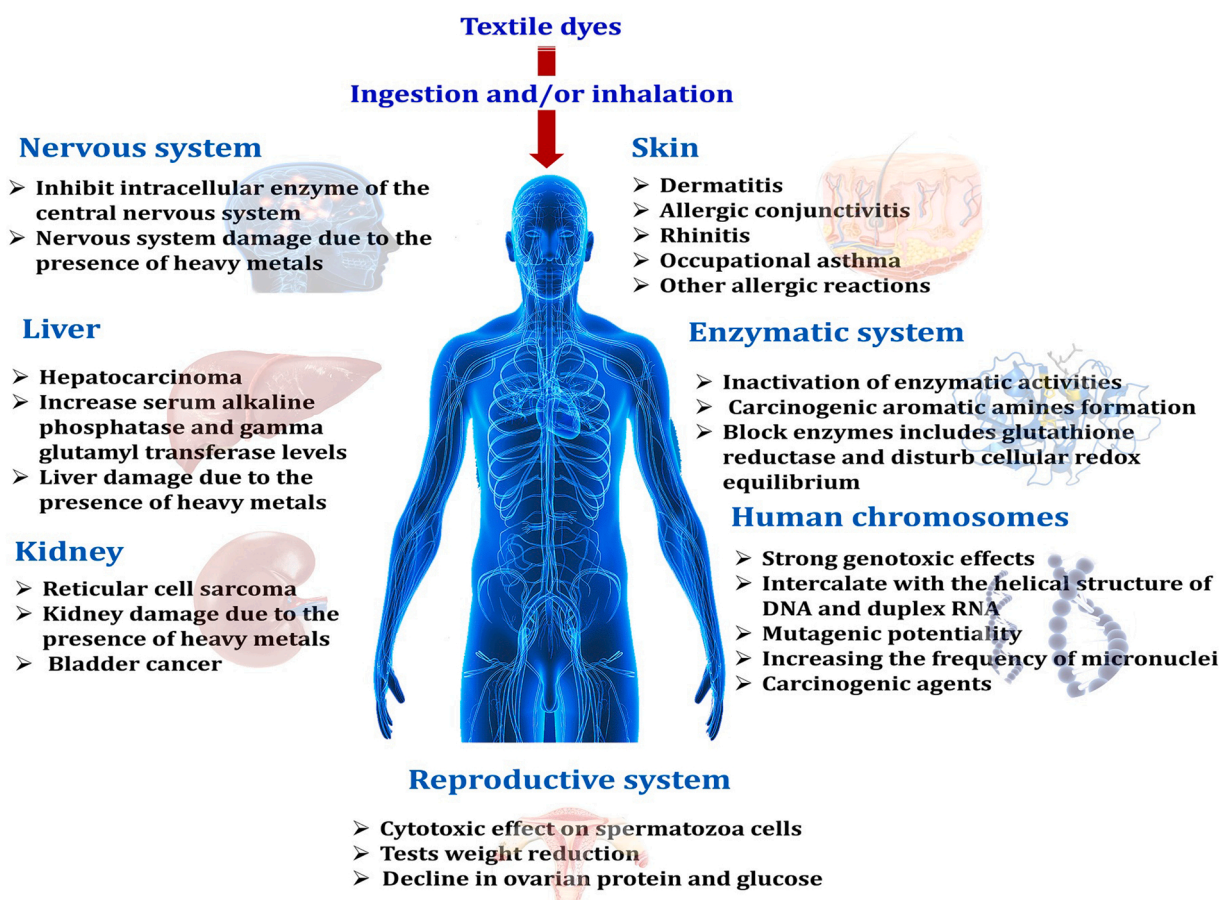 Textile dyes
Ingestion and/or inhalation
Nervous system
➢ Inhibit intracellular enzyme of the
central nervous system
➢ Nervous system damage due to the
presence of heavy metals
Liver
➢ Hepatocarcinoma
➢ Increase serum alkaline
phosphatase and gamma
glutamyl transferase levels
➢ Liver damage due to the
presence of heavy metals
Kidney
➢ Reticular cell sarcoma
➢ Kidney damage due to the
presence of heavy metals
➢ Bladder cancer
Skin
➢ Dermatitis
➢ Allergic conjunctivitis
➢ Rhinitis
➢ Occupational asthma
➢ Other allergic reactions
Enzymatic system
➢ Inactivation of enzymatic activities
➢ Carcinogenic aromatic amines formation
➢ Block enzymes includes glutathione
reductase and disturb cellular redox
equilibrium
Human chromosomes
➢ Strong genotoxic effects
➢ Intercalate with the helical structure of
DNA and duplex RNA
➢ Mutagenic potentiality
➢ Increasing the frequency of micronuclei
➢ Carcinogenic agents
Reproductive system
➢ Cytotoxic effect on spermatozoa cells
➢ Tests weight reduction
➢ Decline in ovarian protein and glucose